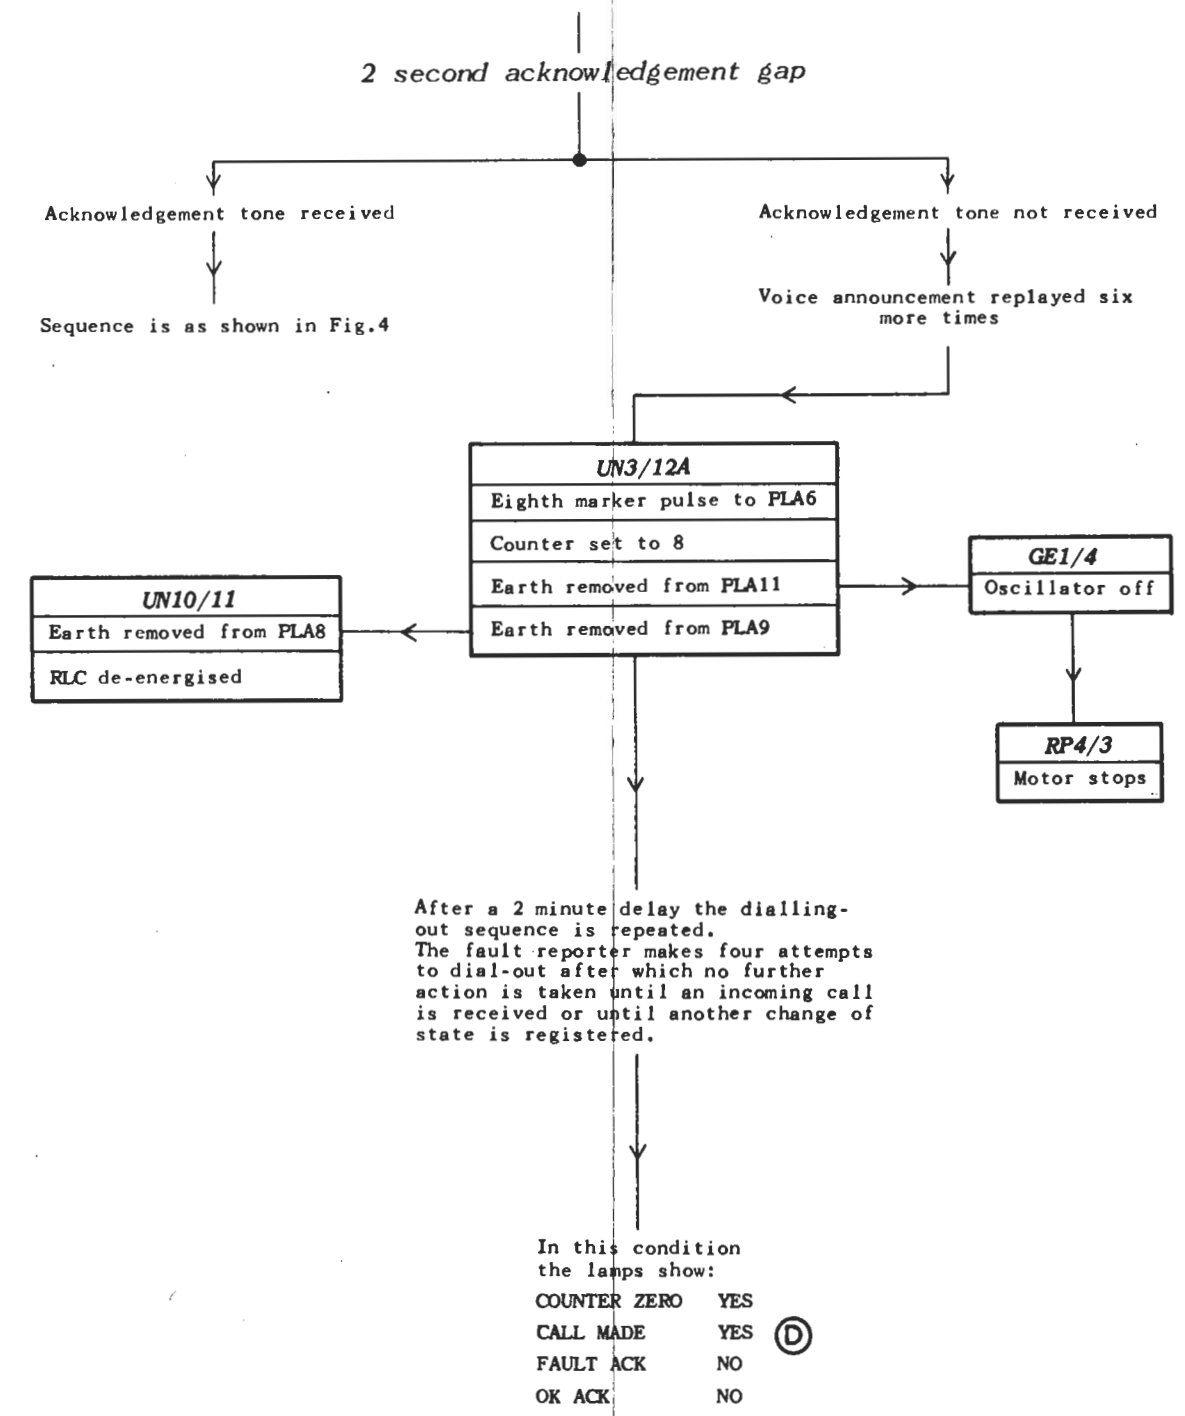 2 second acknowledgement gap
Acknowledgement tone received
Acknowledgement tone not received
Sequence is as shown in Fig.4
Voice announcement replayed six
more times
UN3/12A
Eighth marker pulse to PLA6
Counter set to 8
Earth removed from PLA11
Earth removed from PLA9
GE1/4
Oscillator off
UN10/11
Earth removed from PLA8
RLC de-energised
RP4/3
Motor stops
After a 2 minute delay the dialling-
out sequence is repeated.
The fault reporter makes four attempts
to dial-out after which no further
action is taken until an incoming call
is received or until another change of
state is registered.
In this condition
the lamps show:
COUNTER ZERO YES
CALL MADE YES D
FAULT ACK NO
OK ACK NO